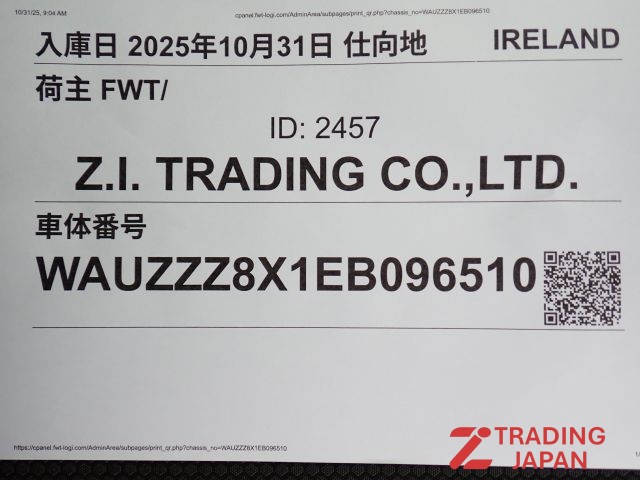 10/31/25, 9:04 AM
cpanel.fwt-logi.com/AdminArea/subpages/print_qr.php?chassis_no=WAUZZZ8X1EB096510
入庫日 2025年10月31日 仕向地 IRELAND
荷主 FWT/
ID: 2457
Z.I. TRADING CO.,LTD.
車体番号
WAUZZZ8X1EB096510
https://cpanel.fwt-logi.com/AdminArea/subpages/print_qr.php?chassis_no=WAUZZZ8X1EB096510
TRADING
JAPAN